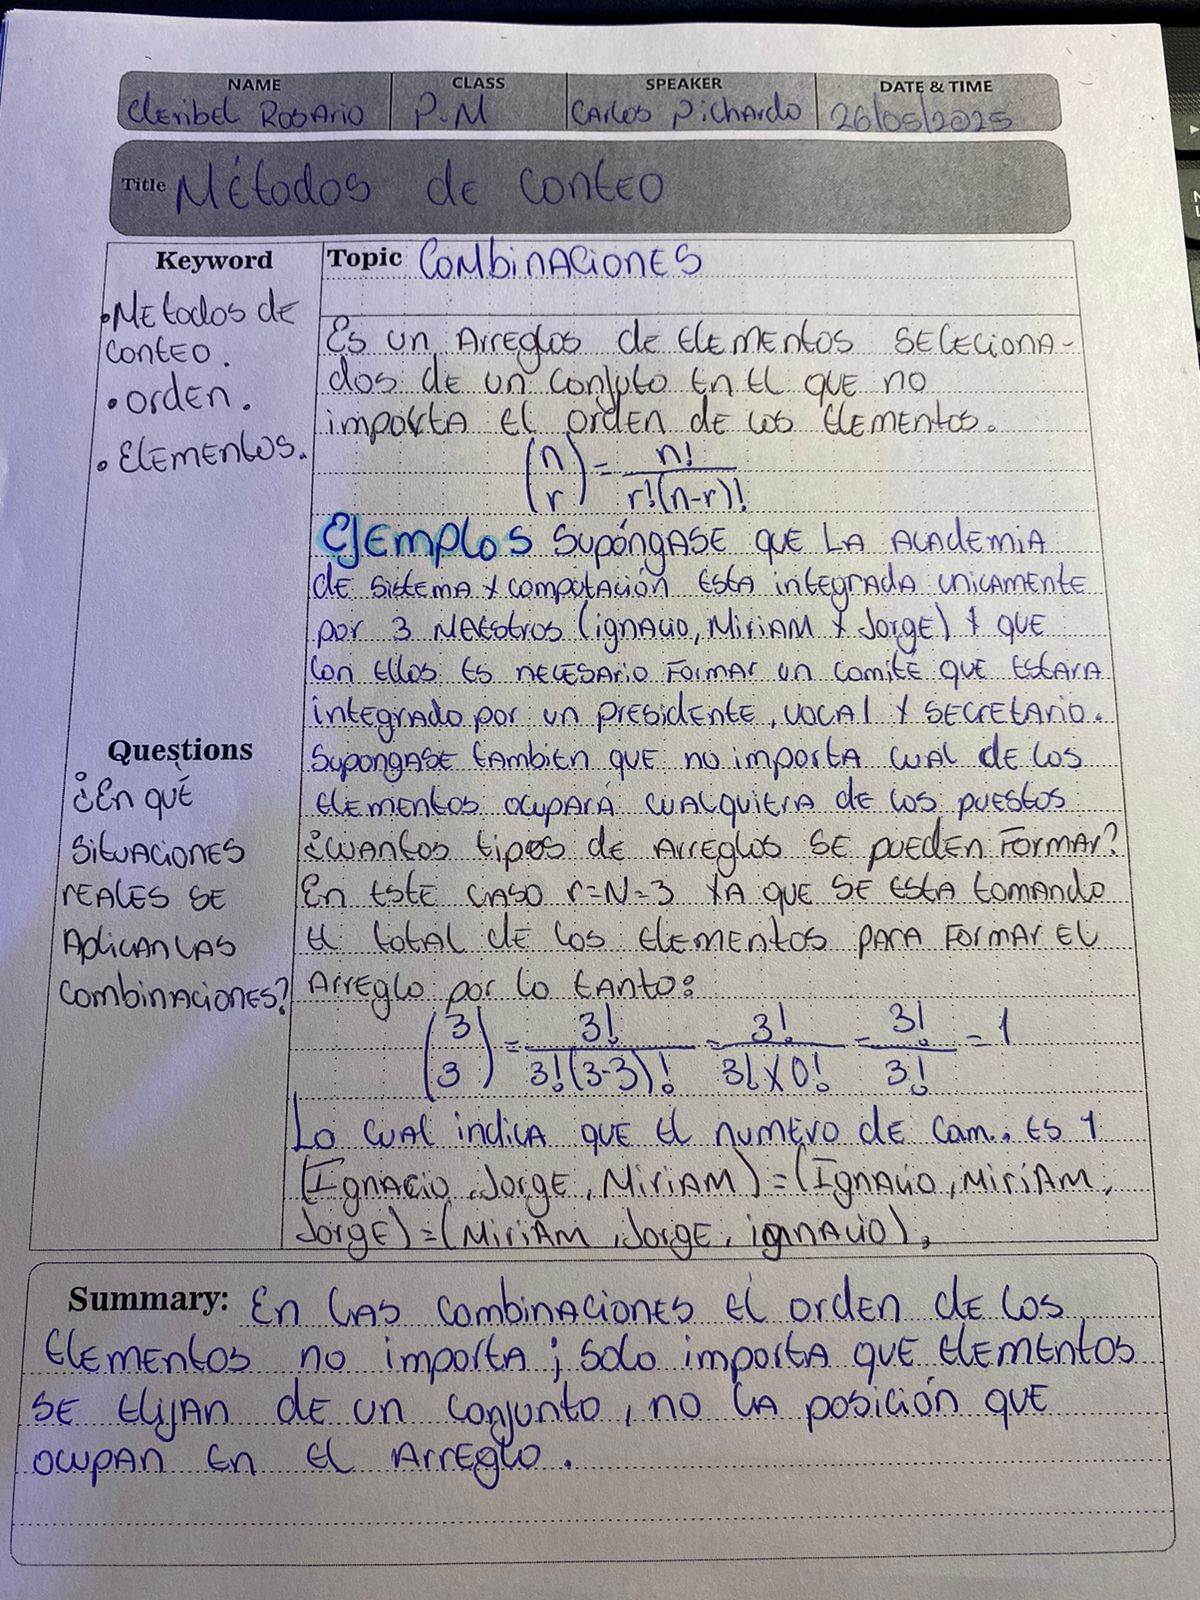 NAME CLASS SPEAKER DATE & TIME
Cleribel Rosario P.M Carlos Pichardo 26/05/2025
Title Métodos de conteo
Keyword
•Metodos de
conteo.
•orden.
•Elementos.
Topic Combinaciones
Es un Arreglos de Elementos seleciona-
dos de un conjuto en el que no
importa el orden de los Elementos.
(n r) = n! / r!(n-r)!
Ejemplos Supóngase que la academia
de sistema y computación esta integrada unicamente
por 3 maestros (ignacio, Miriam y Jorge) y que
con ellos es necesario formar un comité que estara
integrado por un presidente, vocal y secretario.
Supongase tambien que no importa cual de los
elementos ocupará cualquiera de los puestos
¿cuantos tipos de arreglos se pueden formar?
En este caso r=N=3 ya que se esta tomando
el total de los elementos para formar el
Arreglo por lo tanto:
(3 3) = 3! / 3!(3-3)! = 3! / 3! x 0! = 3! / 3! = 1
Lo cual indica que el numero de com.. es 1
(Ignacio, Jorge, Miriam) = (Ignacio, Miriam,
Jorge) = (Miriam, Jorge, ignacio),
Questions
¿En qué
situaciones
reales se
Aplican las
combinaciones?
Summary: En las combinaciones el orden de los
elementos no importa; solo importa que elementos
se elijan de un conjunto, no la posición que
ocupan en el arreglo.